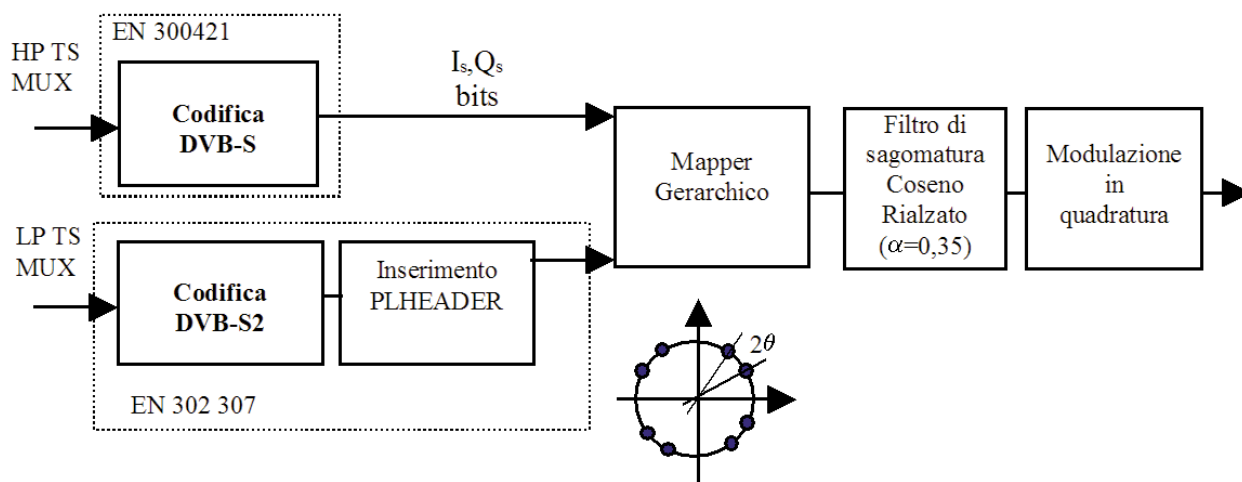 EN 300421
HP TS
MUX
Codifica
DVB-S
Is,Qs
bits
Mapper
Gerarchico
Filtro di
sagomatura
Coseno
Rialzato
(α=0,35)
Modulazione
in
quadratura
LP TS
MUX
Codifica
DVB-S2
Inserimento
PLHEADER
EN 302 307
2θ